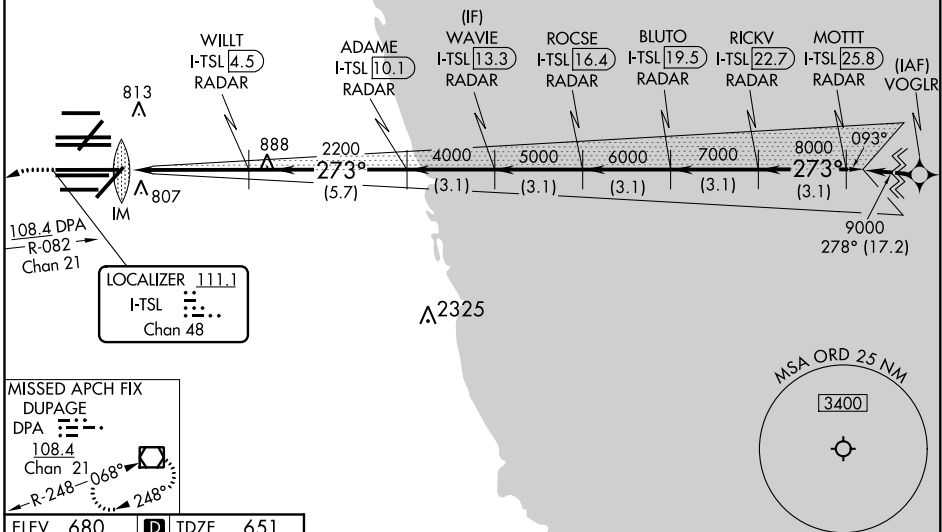 (IF)
WILLT
I-TSL 4.5
RADAR
ADAME
I-TSL 10.1
RADAR
WAVIE
I-TSL 13.3
RADAR
ROCSE
I-TSL 16.4
RADAR
BLUTO
I-TSL 19.5
RADAR
RICKV
I-TSL 22.7
RADAR
MOTTT
I-TSL 25.8
RADAR
(IAF)
VOGLR
813
888
2200
4000
5000
6000
7000
8000
093°
273°
273°
(5.7)
(3.1)
(3.1)
(3.1)
(3.1)
(3.1)
807
IM
9000
278° (17.2)
108.4 DPA
R-082
Chan 21
LOCALIZER 111.1
I-TSL
Chan 48
2325
MISSED APCH FIX
DUPAGE
DPA
108.4
Chan 21
R-248
068°
248°
MSA ORD 25 NM
3400
ELEV 680 D TDZE 651